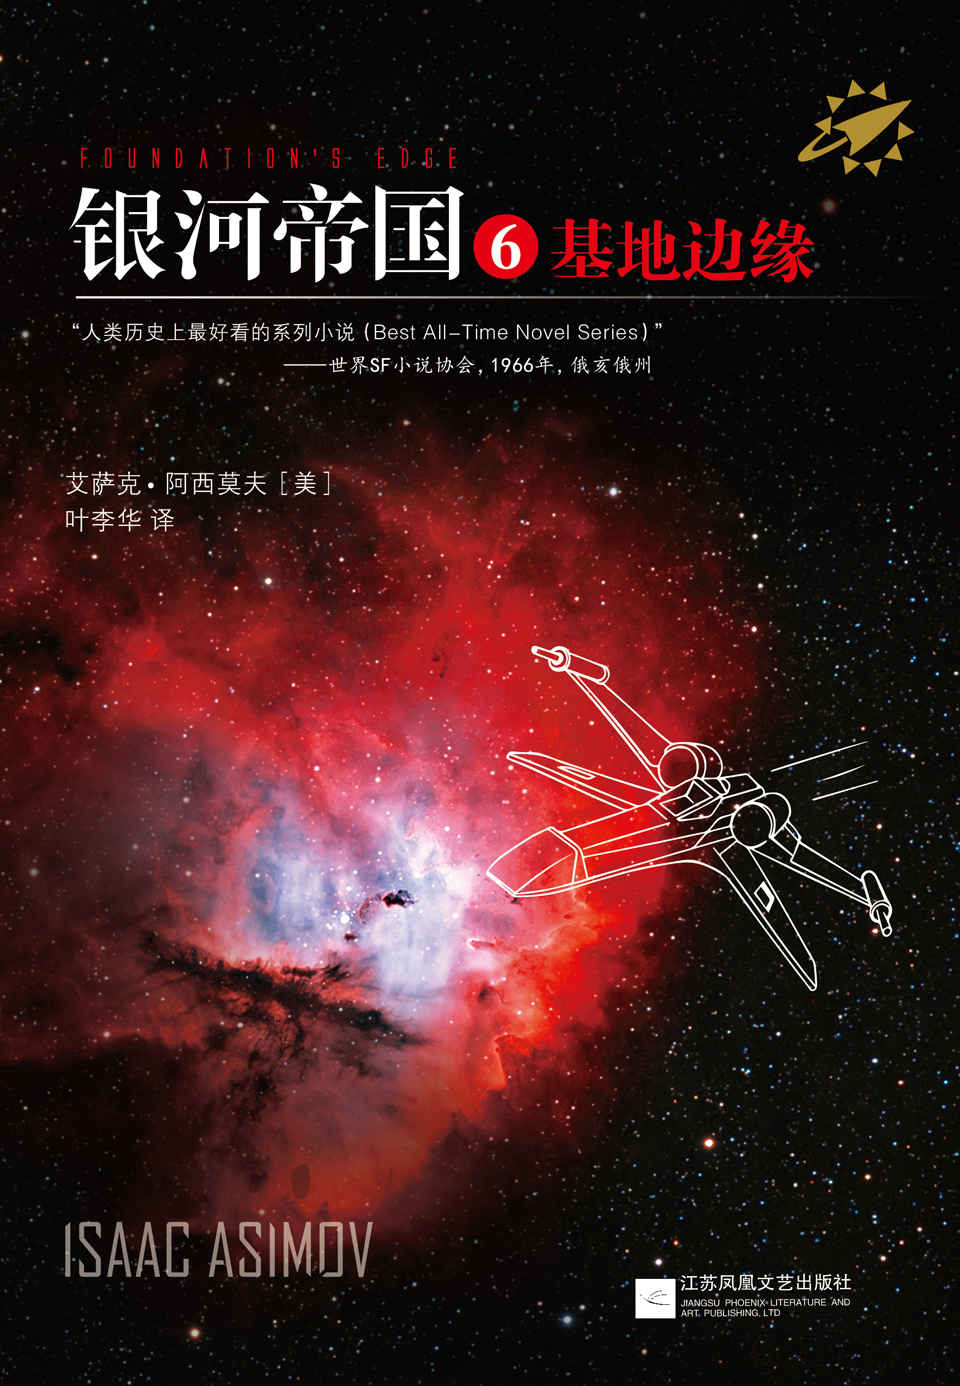 FOUNDATION'S EDGE
银河帝国 6 基地边缘
“人类历史上最好看的系列小说（Best All-Time Novel Series）”
——世界SF小说协会，1966年，俄亥俄州
艾萨克·阿西莫夫［美］
叶李华 译
ISAAC ASIMOV
江苏凤凰文艺出版社
JIANGSU PHOENIX LITERATURE AND
ART PUBLISHING, LTD